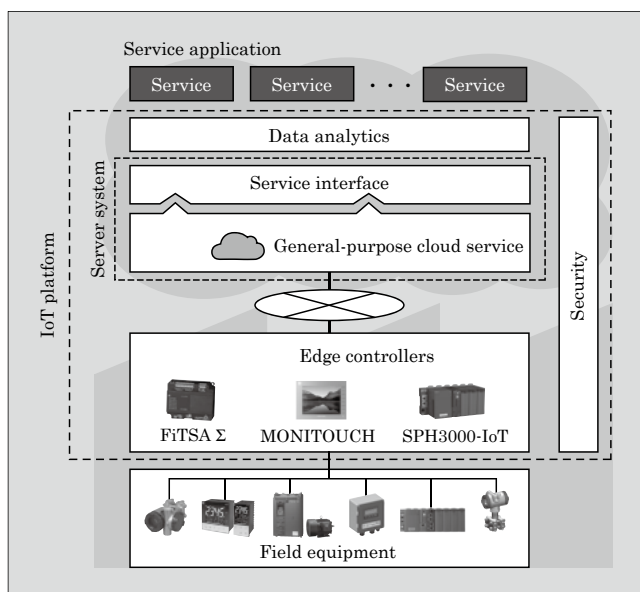 Service application
Service Service · · · Service
Data analytics
Service interface
General-purpose cloud service
Server system
IoT platform
Security
Edge controllers
FiTSA Σ MONITOUCH SPH3000-IoT
Field equipment